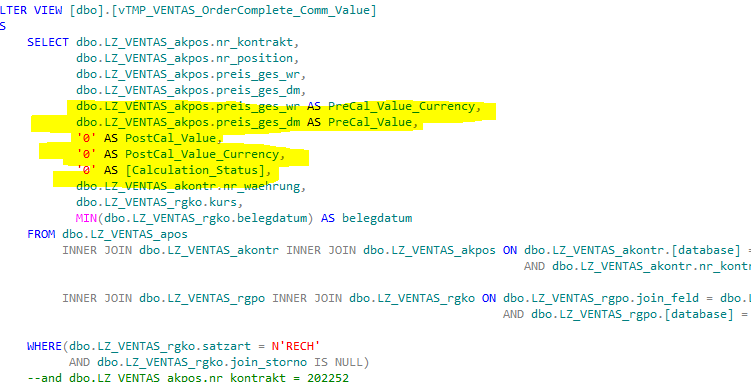 LTER VIEW [dbo].[vTMP_VENTAS_OrderComplete_Comm_Value]
S
SELECT dbo.LZ_VENTAS_akpos.nr_kontrakt,
dbo.LZ_VENTAS_akpos.nr_position,
dbo.LZ_VENTAS_akpos.preis_ges_wr,
dbo.LZ_VENTAS_akpos.preis_ges_dm,
dbo.LZ_VENTAS_akpos.preis_ges_wr AS PreCal_Value_Currency,
dbo.LZ_VENTAS_akpos.preis_ges_dm AS PreCal_Value,
'0' AS PostCal_Value,
'0' AS PostCal_Value_Currency,
'0' AS [Calculation_Status],
dbo.LZ_VENTAS_akontr.nr_waehrung,
dbo.LZ_VENTAS_rgko.kurs,
MIN(dbo.LZ_VENTAS_rgko.belegdatum) AS belegdatum
FROM dbo.LZ_VENTAS_apos
INNER JOIN dbo.LZ_VENTAS_akontr INNER JOIN dbo.LZ_VENTAS_akpos ON dbo.LZ_VENTAS_akontr.[database] =
AND dbo.LZ_VENTAS_akontr.nr_kontr
INNER JOIN dbo.LZ_VENTAS_rgpo INNER JOIN dbo.LZ_VENTAS_rgko ON dbo.LZ_VENTAS_rgpo.join_feld = dbo.L
AND dbo.LZ_VENTAS_rgpo.[database] =
WHERE(dbo.LZ_VENTAS_rgko.satzart = N'RECH'
AND dbo.LZ_VENTAS_rgko.join_storno IS NULL)
--and dbo.LZ_VENTAS_akpos.nr_kontrakt = 202252